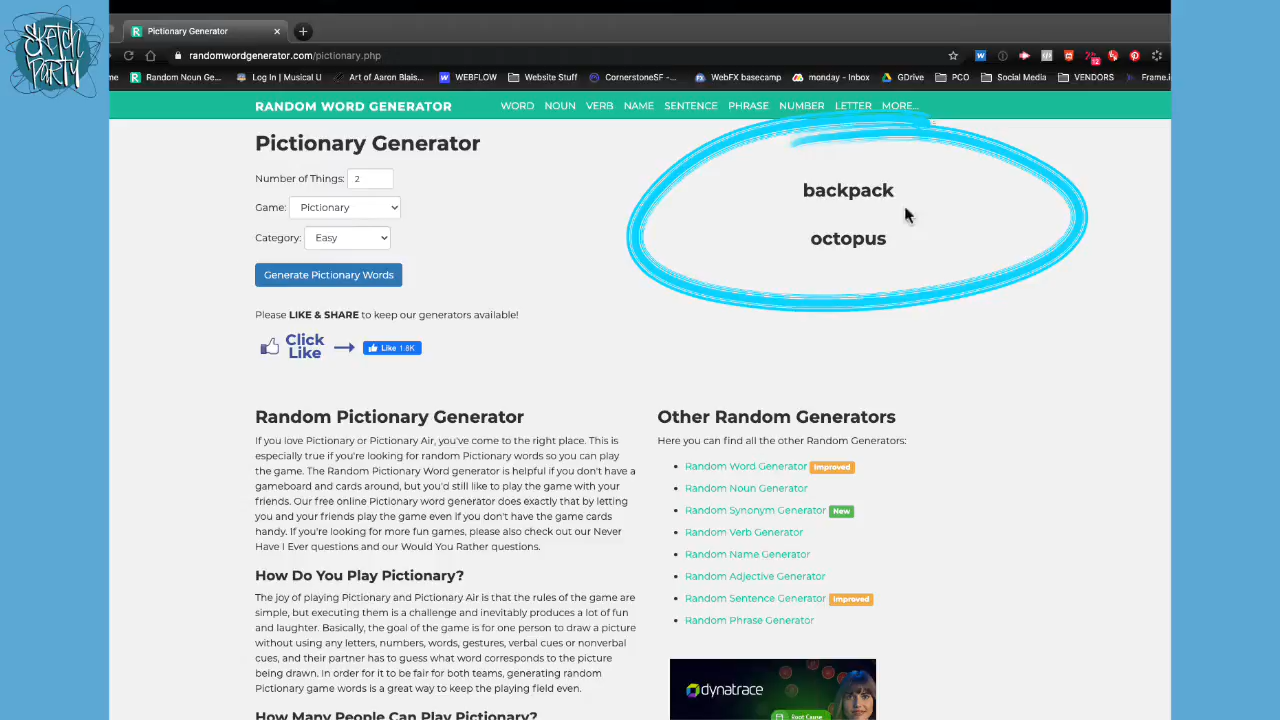 SKETCH
PARTY
Pictionary Generator
randomwordgenerator.com/pictionary.php
me
Random Noun Ge...
Log In | Musical U
Art of Aaron Blais...
WEBFLOW
Website Stuff
CornerstoneSF -...
WebFX basecamp
monday - Inbox
GDrive
PCO
Social Media
VENDORS
Frame.i
RANDOM WORD GENERATOR
WORD NOUN VERB NAME SENTENCE PHRASE NUMBER LETTER MORE...
Pictionary Generator
Number of Things: 2
Game: Pictionary
Category: Easy
Generate Pictionary Words
backpack
octopus
Please LIKE & SHARE to keep our generators available!
Click
Like
Like 1.8K
Random Pictionary Generator
If you love Pictionary or Pictionary Air, you've come to the right place. This is
especially true if you're looking for random Pictionary words so you can play
the game. The Random Pictionary Word generator is helpful if you don't have a
gameboard and cards around, but you'd still like to play the game with your
friends. Our free online Pictionary word generator does exactly that by letting
you and your friends play the game even if you don't have the game cards
handy. If you're looking for more fun games, please also check out our Never
Have I Ever questions and our Would You Rather questions.
How Do You Play Pictionary?
The joy of playing Pictionary and Pictionary Air is that the rules of the game are
simple, but executing them is a challenge and inevitably produces a lot of fun
and laughter. Basically, the goal of the game is for one person to draw a picture
without using any letters, numbers, words, gestures, verbal cues or nonverbal
cues, and their partner has to guess what word corresponds to the picture
being drawn. In order for it to be fair for both teams, generating random
Pictionary game words is a great way to keep the playing field even.
How Many People Can Play Pictionary?
Other Random Generators
Here you can find all the other Random Generators:
Random Word Generator Improved
Random Noun Generator
Random Synonym Generator New
Random Verb Generator
Random Name Generator
Random Adjective Generator
Random Sentence Generator Improved
Random Phrase Generator
dynatrace
Root Cause